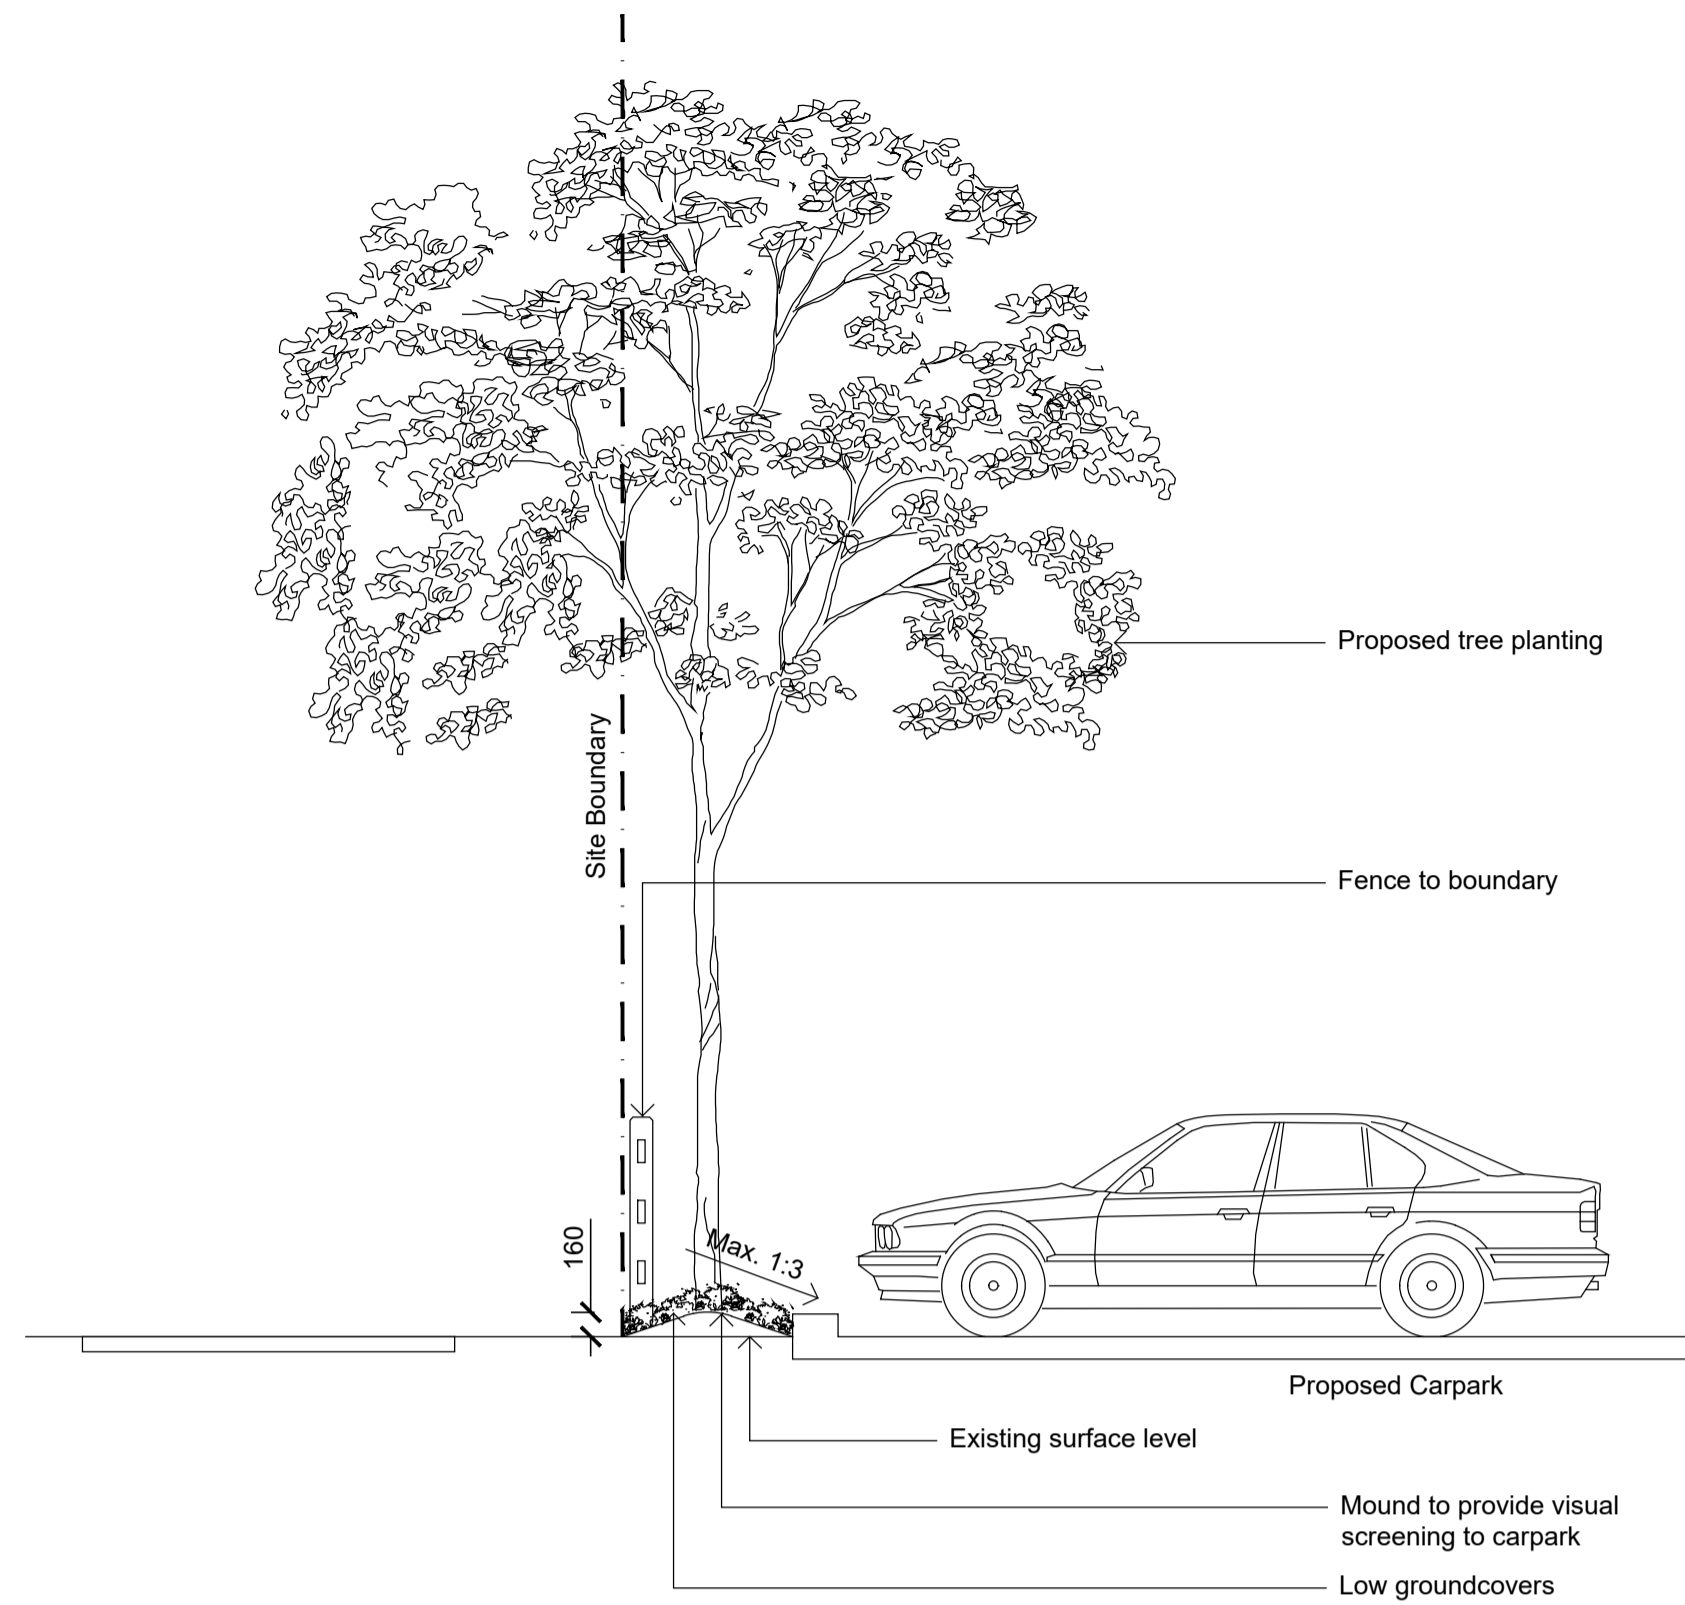 Proposed tree planting
Site Boundary
Fence to boundary
160
Max. 1:3
Proposed Carpark
Existing surface level
Mound to provide visual
screening to carpark
Low groundcovers